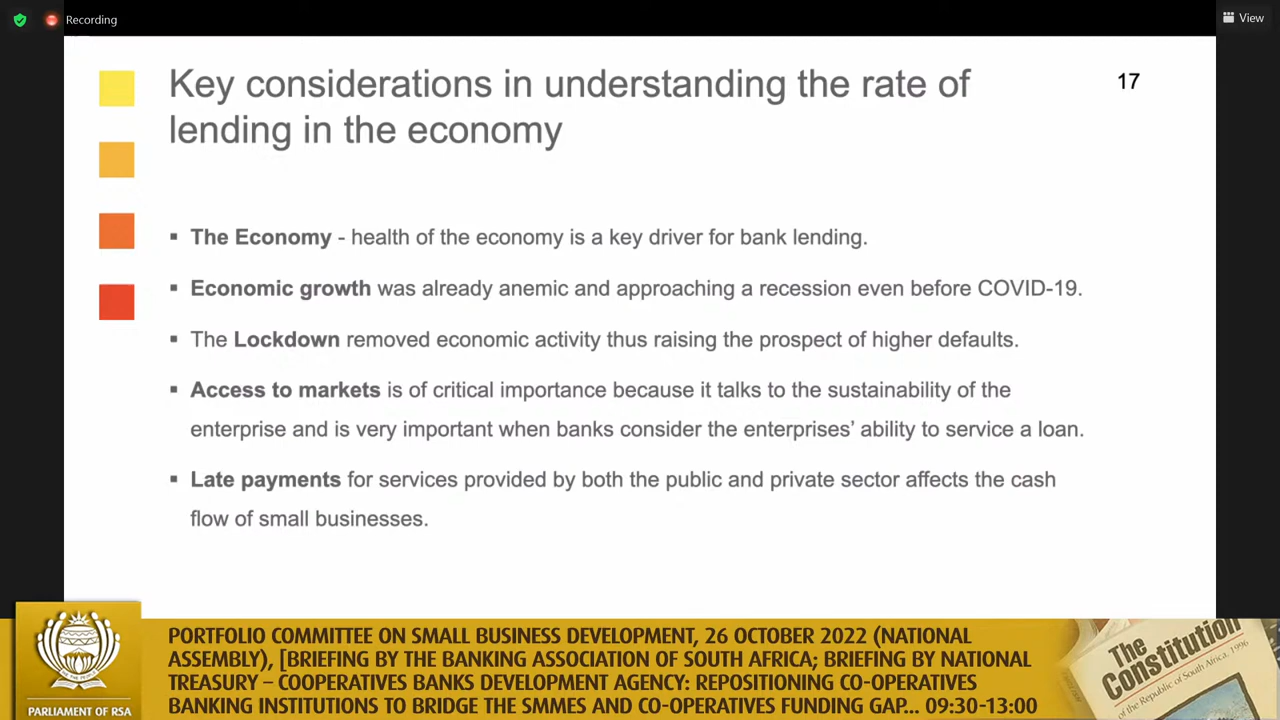 Recording
View
Key considerations in understanding the rate of
lending in the economy
17
▪ The Economy - health of the economy is a key driver for bank lending.
▪ Economic growth was already anemic and approaching a recession even before COVID-19.
▪ The Lockdown removed economic activity thus raising the prospect of higher defaults.
▪ Access to markets is of critical importance because it talks to the sustainability of the
enterprise and is very important when banks consider the enterprises’ ability to service a loan.
▪ Late payments for services provided by both the public and private sector affects the cash
flow of small businesses.
PORTFOLIO COMMITTEE ON SMALL BUSINESS DEVELOPMENT, 26 OCTOBER 2022 (NATIONAL
ASSEMBLY), [BRIEFING BY THE BANKING ASSOCIATION OF SOUTH AFRICA; BRIEFING BY NATIONAL
TREASURY – COOPERATIVES BANKS DEVELOPMENT AGENCY: REPOSITIONING CO-OPERATIVES
BANKING INSTITUTIONS TO BRIDGE THE SMMES AND CO-OPERATIVES FUNDING GAP... 09:30-13:00
PARLIAMENT OF RSA
The
Constitution
of the Republic of South Africa, 1996